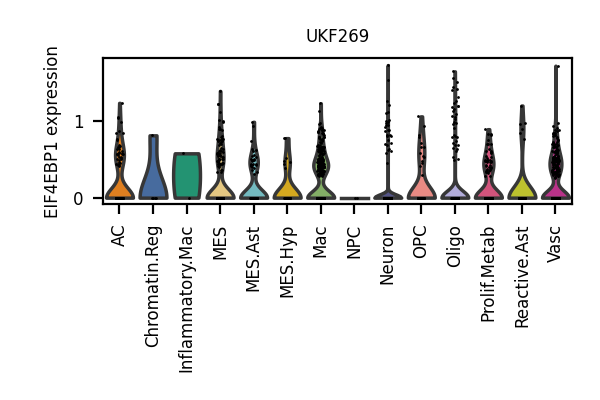 UKF269
EIF4EBP1 expression
1
0
AC
Chromatin.Reg
Inflammatory.Mac
MES
MES.Ast
MES.Hyp
Mac
NPC
Neuron
OPC
Oligo
Prolif.Metab
Reactive.Ast
Vasc